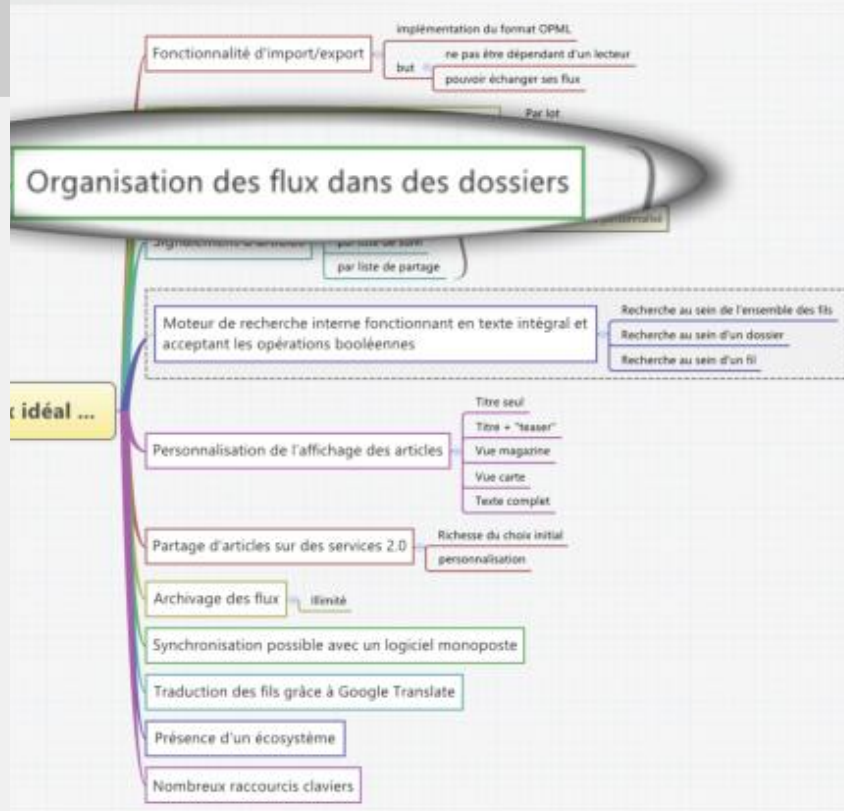 Fonctionnalité d'import/export
implémentation du format OPML
but
ne pas être dépendant d'un lecteur
pouvoir échanger ses flux
Par lot
Organisation des flux dans des dossiers
par liste de partage
Moteur de recherche interne fonctionnant en texte intégral et
acceptant les opérations booléennes
Recherche au sein de l'ensemble des fils
Recherche au sein d'un dossier
Recherche au sein d'un fil
idéal ...
Personnalisation de l'affichage des articles
Titre seul
Titre + "teaser"
Vue magazine
Vue carte
Texte complet
Partage d'articles sur des services 2.0
Richesse du choix initial
personnalisation
Archivage des flux
Illimité
Synchronisation possible avec un logiciel monoposte
Traduction des fils grâce à Google Translate
Présence d'un écosystème
Nombreux raccourcis claviers